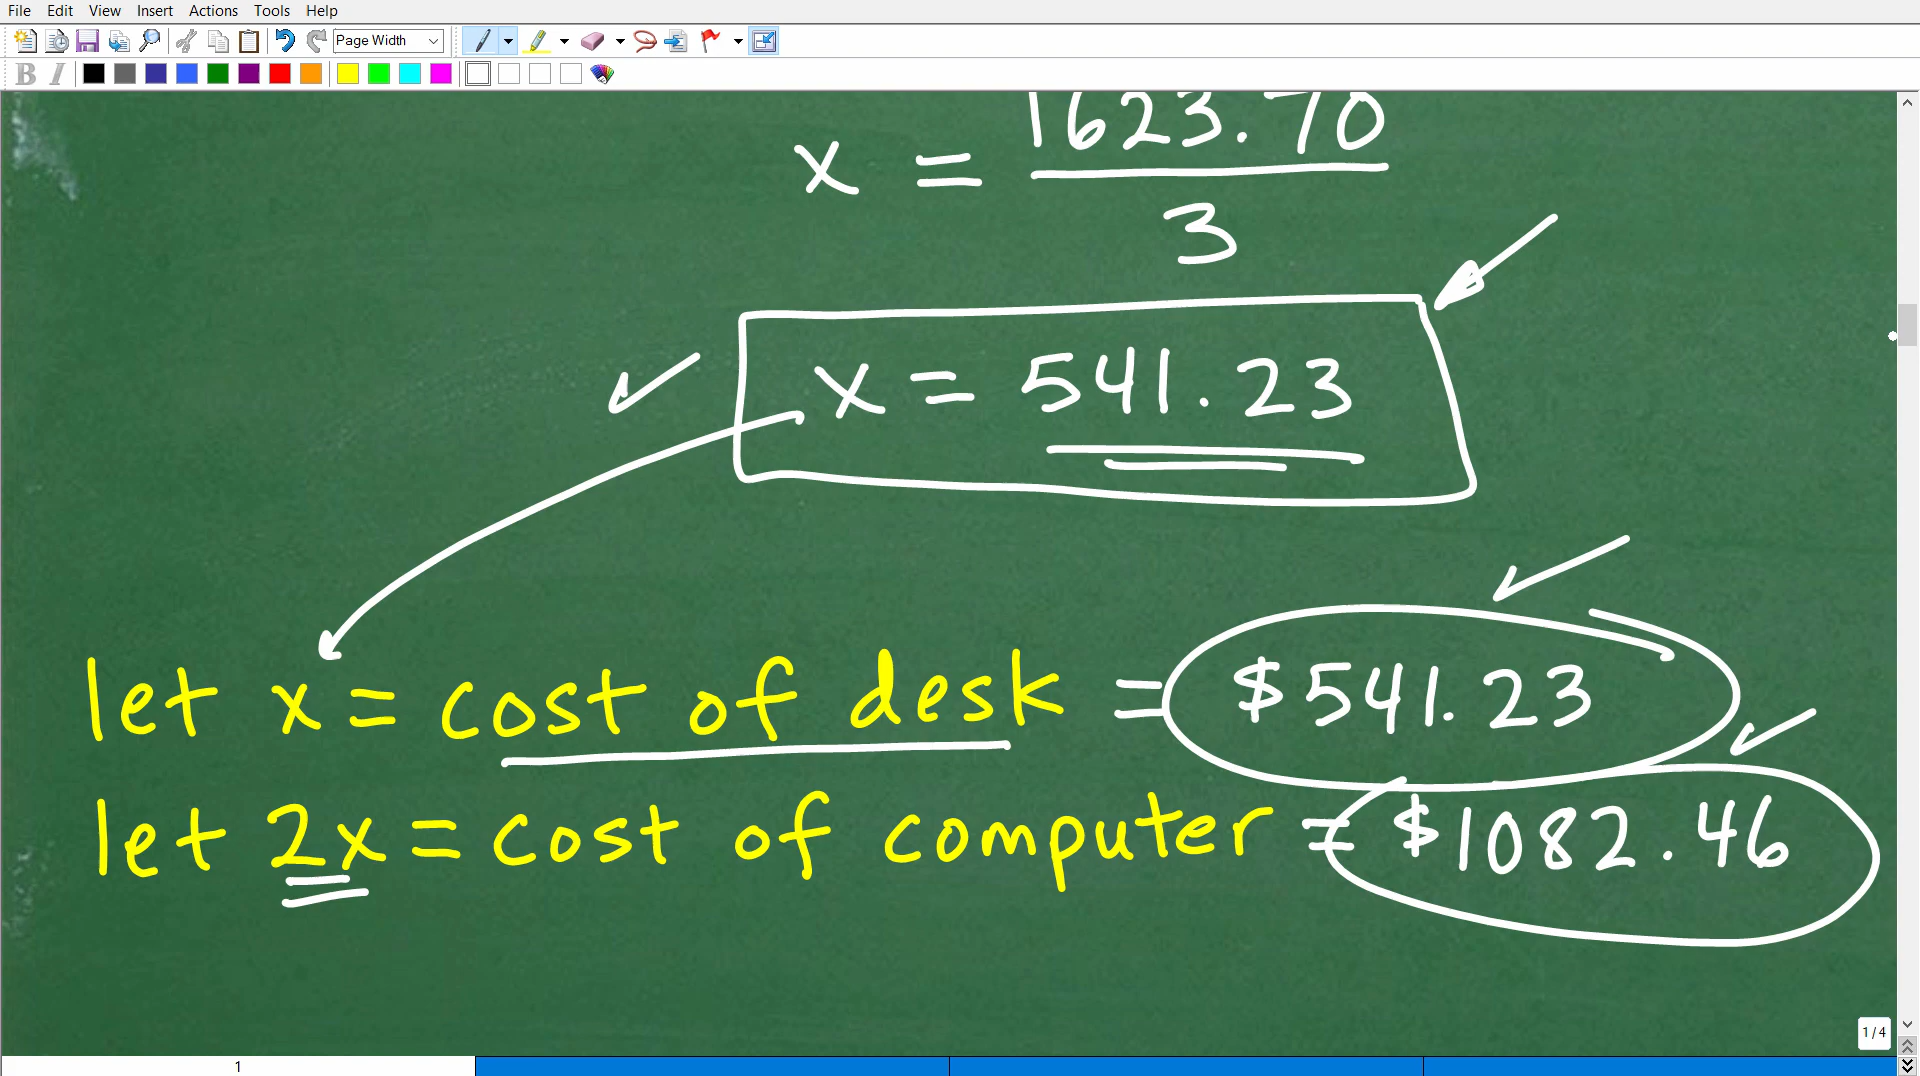 File Edit View Insert Actions Tools Help
Page Width
B I
1623.70
x = 
3
x = 541.23
let x = cost of desk = $541.23
let 2x = cost of computer = $1082.46
1 / 4
1